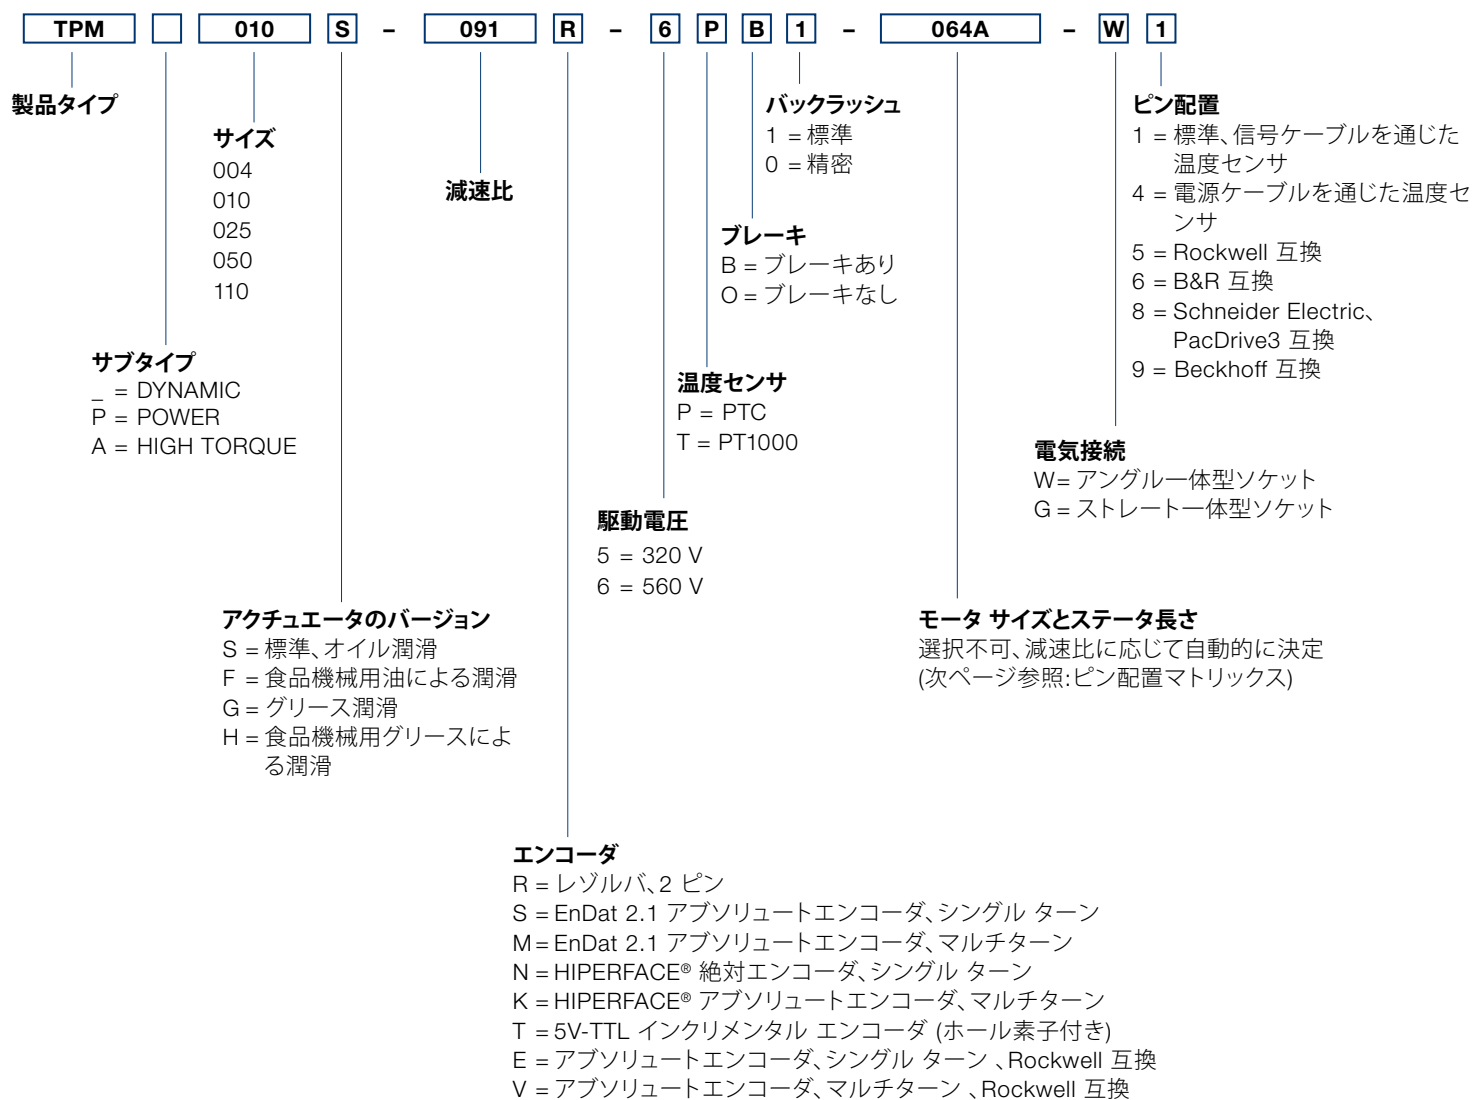 TPM 010 S – 091 R – 6 P B 1 – 064A – W 1
製品タイプ
サイズ
004
010
025
050
110
減速比
バックラッシュ
1 = 標準
0 = 精密
ピン配置
1 = 標準、信号ケーブルを通じた
温度センサ
4 = 電源ケーブルを通じた温度セ
ンサ
5 = Rockwell 互換
6 = B&R 互換
8 = Schneider Electric、
PacDrive3 互換
9 = Beckhoff 互換
ブレーキ
B = ブレーキあり
O = ブレーキなし
サブタイプ
_ = DYNAMIC
P = POWER
A = HIGH TORQUE
温度センサ
P = PTC
T = PT1000
電気接続
W= アングル一体型ソケット
G = ストレート一体型ソケット
駆動電圧
5 = 320 V
6 = 560 V
アクチュエータのバージョン
S = 標準、オイル潤滑
F = 食品機械用油による潤滑
G = グリース潤滑
H = 食品機械用グリースによ
る潤滑
モータ サイズとステータ長さ
選択不可、減速比に応じて自動的に決定
(次ページ参照:ピン配置マトリックス)
エンコーダ
R = レゾルバ、2 ピン
S = EnDat 2.1 アブソリュートエンコーダ、シングル ターン
M = EnDat 2.1 アブソリュートエンコーダ、マルチターン
N = HIPERFACE® 絶対エンコーダ、シングル ターン
K = HIPERFACE® アブソリュートエンコーダ、マルチターン
T = 5V-TTL インクリメンタル エンコーダ (ホール素子付き)
E = アブソリュートエンコーダ、シングル ターン 、Rockwell 互換
V = アブソリュートエンコーダ、マルチターン 、Rockwell 互換